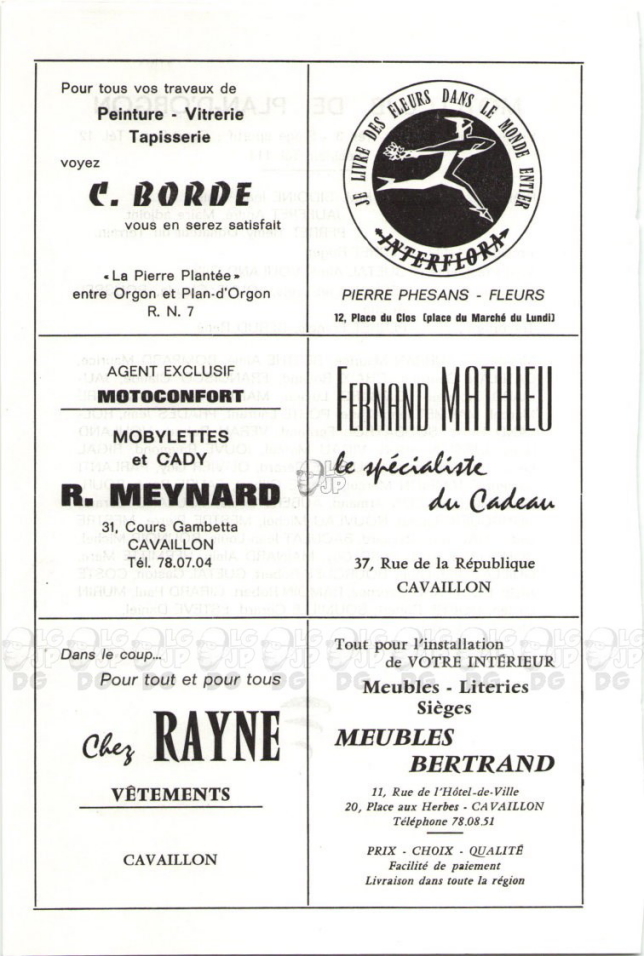 Pour tous vos travaux de
Peinture - Vitrerie
Tapisserie
voyez
C. BORDE
vous en serez satisfait
« La Pierre Plantée »
entre Orgon et Plan-d'Orgon
R. N. 7
JE LIVRE DES FLEURS DANS LE MONDE ENTIER
INTERFLORA
PIERRE PHESANS - FLEURS
12, Place du Clos (place du Marché du Lundi)
AGENT EXCLUSIF
MOTOCONFORT
MOBYLETTES
et CADY
R. MEYNARD
31, Cours Gambetta
CAVAILLON
Tél. 78.07.04
FERNAND MATHIEU
le spécialiste
du Cadeau
37, Rue de la République
CAVAILLON
Dans le coup...
Pour tout et pour tous
Chez RAYNE
VÊTEMENTS
CAVAILLON
Tout pour l'installation
de VOTRE INTÉRIEUR
Meubles - Literies
Sièges
MEUBLES
BERTRAND
11, Rue de l'Hôtel-de-Ville
20, Place aux Herbes - CAVAILLON
Téléphone 78.08.51
PRIX - CHOIX - QUALITÉ
Facilité de paiement
Livraison dans toute la région
LG
JP
DG